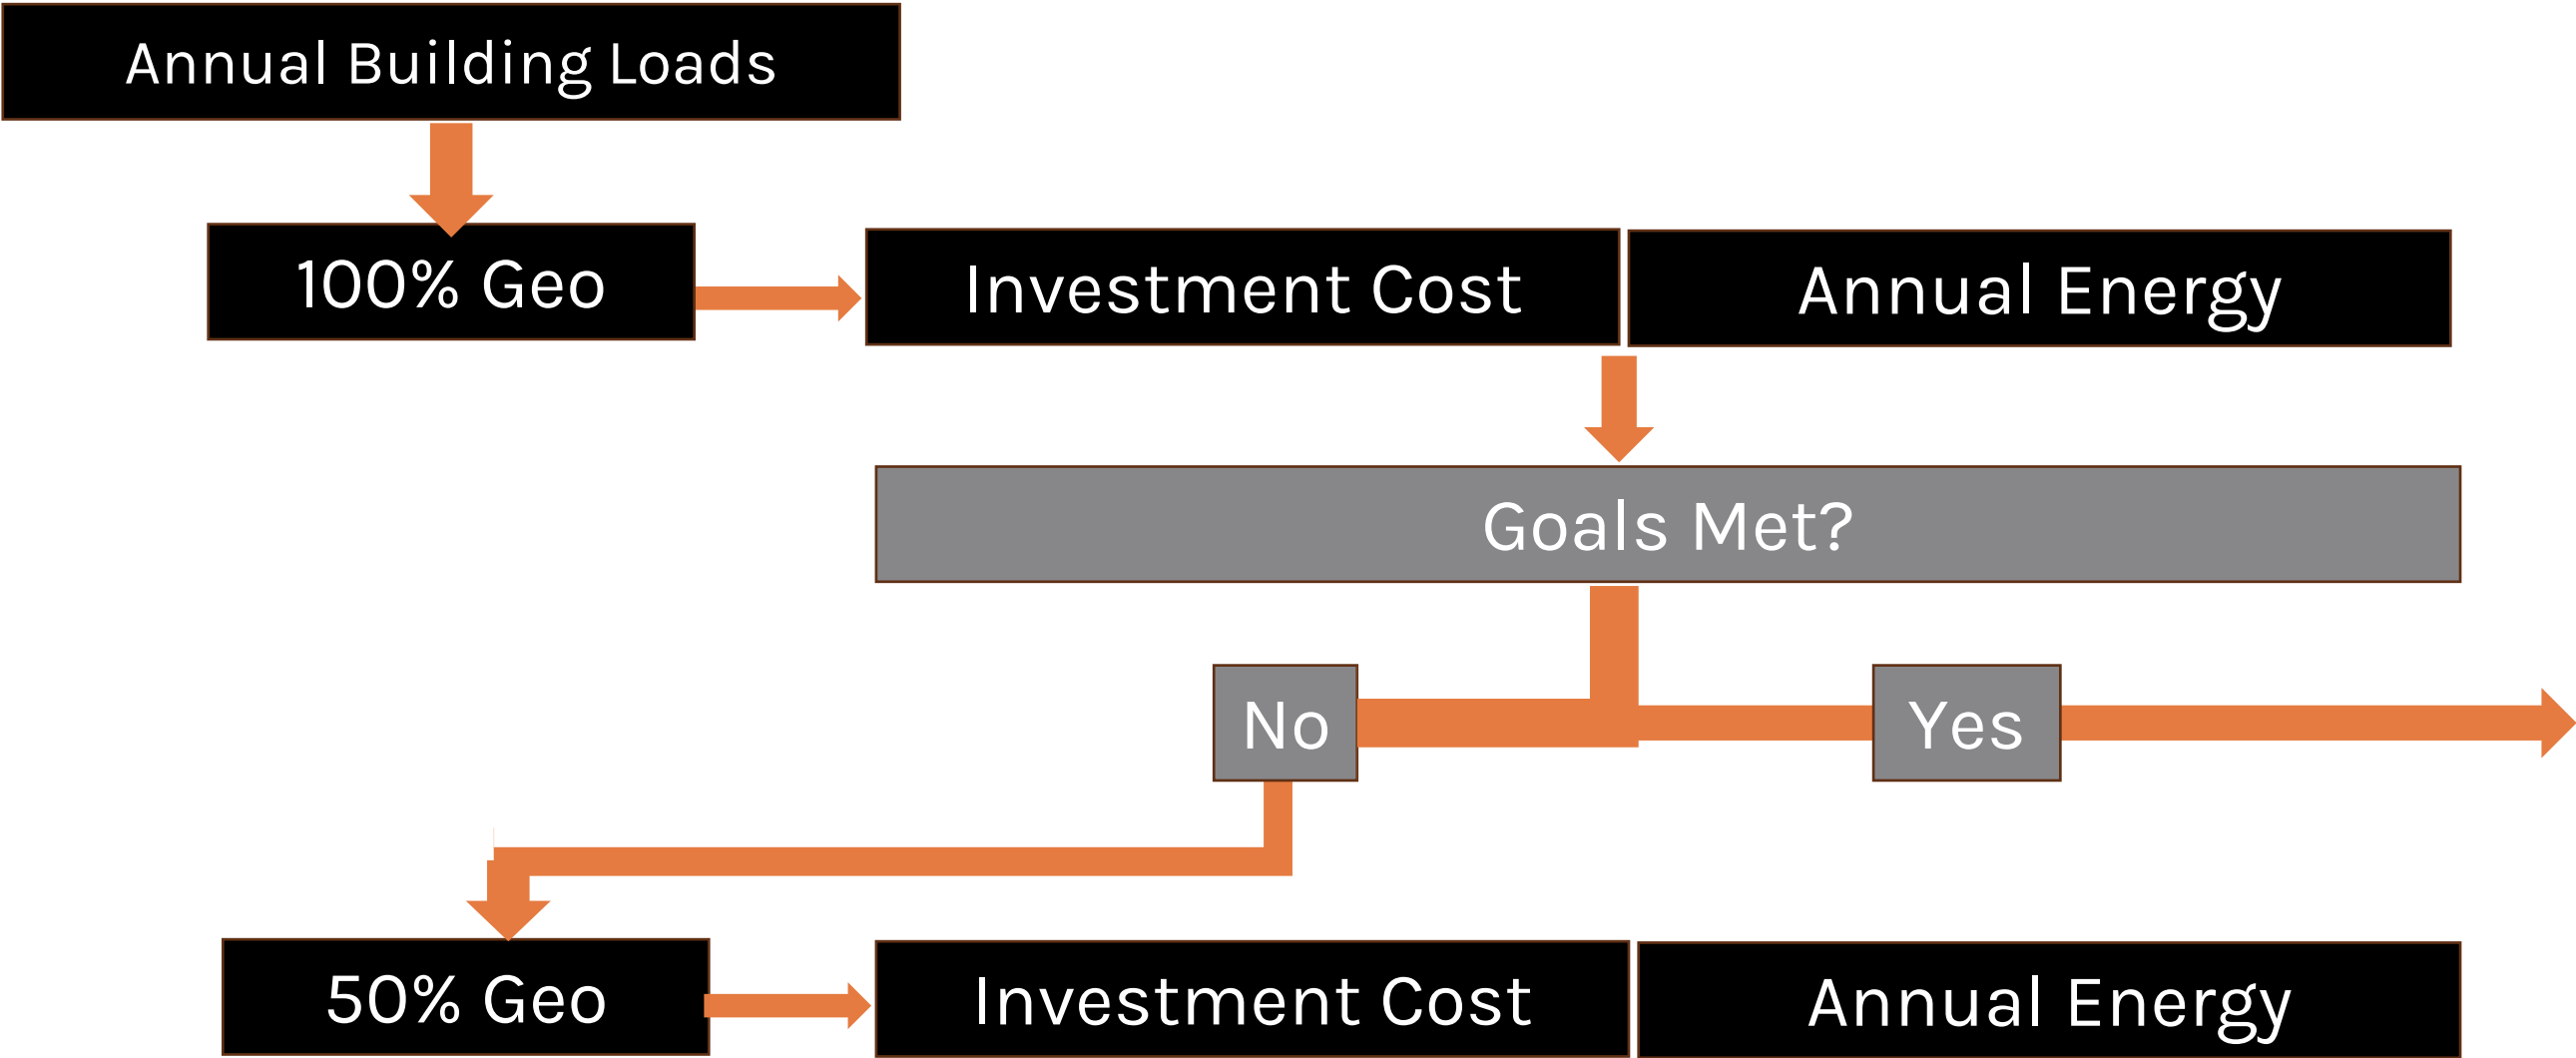 Annual Building Loads
100% Geo
Investment Cost
Annual Energy
Goals Met?
No
Yes
50% Geo
Investment Cost
Annual Energy